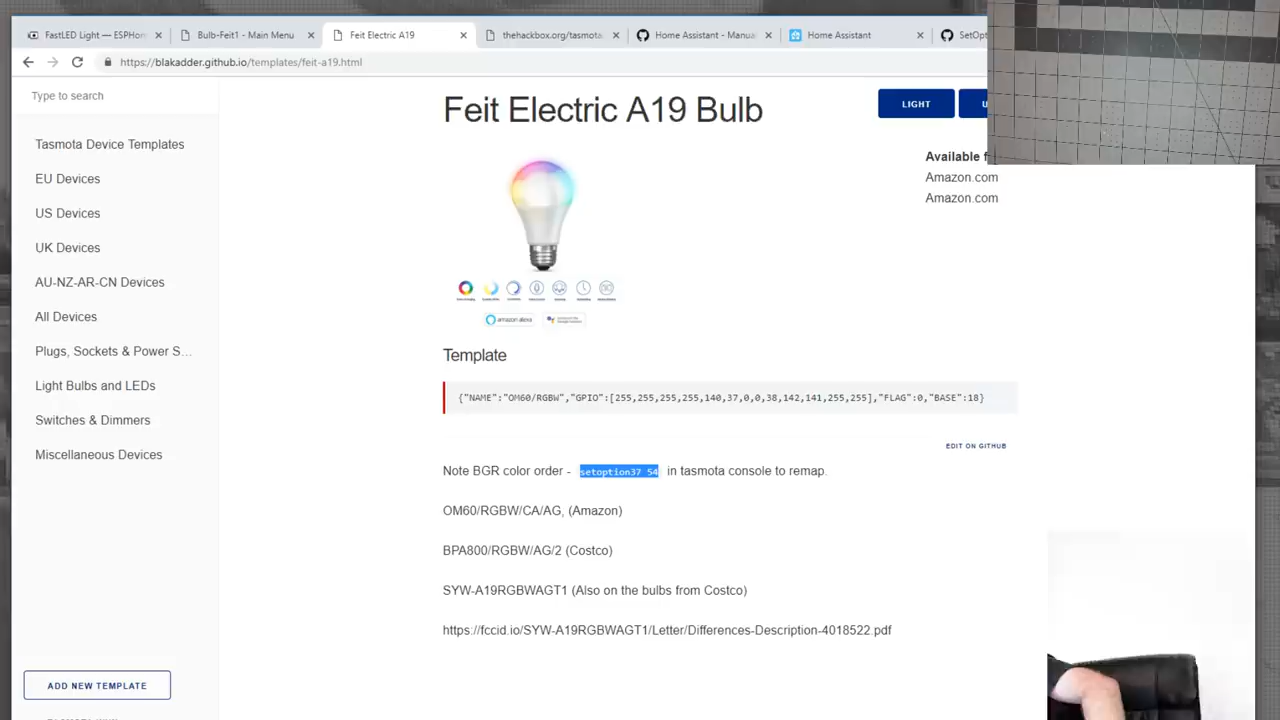 FastLED Light — ESPHom
Bulb-Feit1 - Main Menu
Feit Electric A19
thehackbox.org/tasmota
Home Assistant - Manua
Home Assistant
SetOpt
https://blakadder.github.io/templates/feit-a19.html
Type to search
Tasmota Device Templates
EU Devices
US Devices
UK Devices
AU-NZ-AR-CN Devices
All Devices
Plugs, Sockets & Power S...
Light Bulbs and LEDs
Switches & Dimmers
Miscellaneous Devices
ADD NEW TEMPLATE
Feit Electric A19 Bulb
LIGHT
Available
Amazon.com
Amazon.com
amazon alexa
Template
{"NAME":"OM60/RGBW","GPIO":[255,255,255,255,140,37,0,0,38,142,141,255,255],"FLAG":0,"BASE":18}
EDIT ON GITHUB
Note BGR color order - setoption37 54 in tasmota console to remap.
OM60/RGBW/CA/AG, (Amazon)
BPA800/RGBW/AG/2 (Costco)
SYW-A19RGBWAGT1 (Also on the bulbs from Costco)
https://fccid.io/SYW-A19RGBWAGT1/Letter/Differences-Description-4018522.pdf